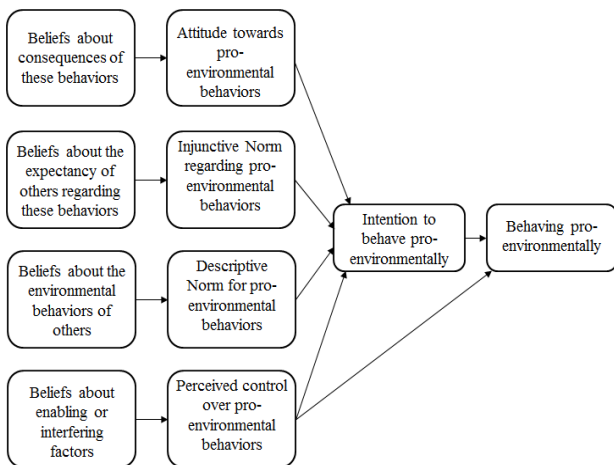 Beliefs about
consequences of
these behaviors
Attitude towards
pro-
environmental
behaviors
Beliefs about the
expectancy of
others regarding
these behaviors
Injunctive Norm
regarding pro-
environmental
behaviors
Beliefs about the
environmental
behaviors of
others
Descriptive
Norm for pro-
environmental
behaviors
Beliefs about
enabling or
interfering
factors
Perceived control
over pro-
environmental
behaviors
Intention to
behave pro-
environmentally
Behaving pro-
environmentally